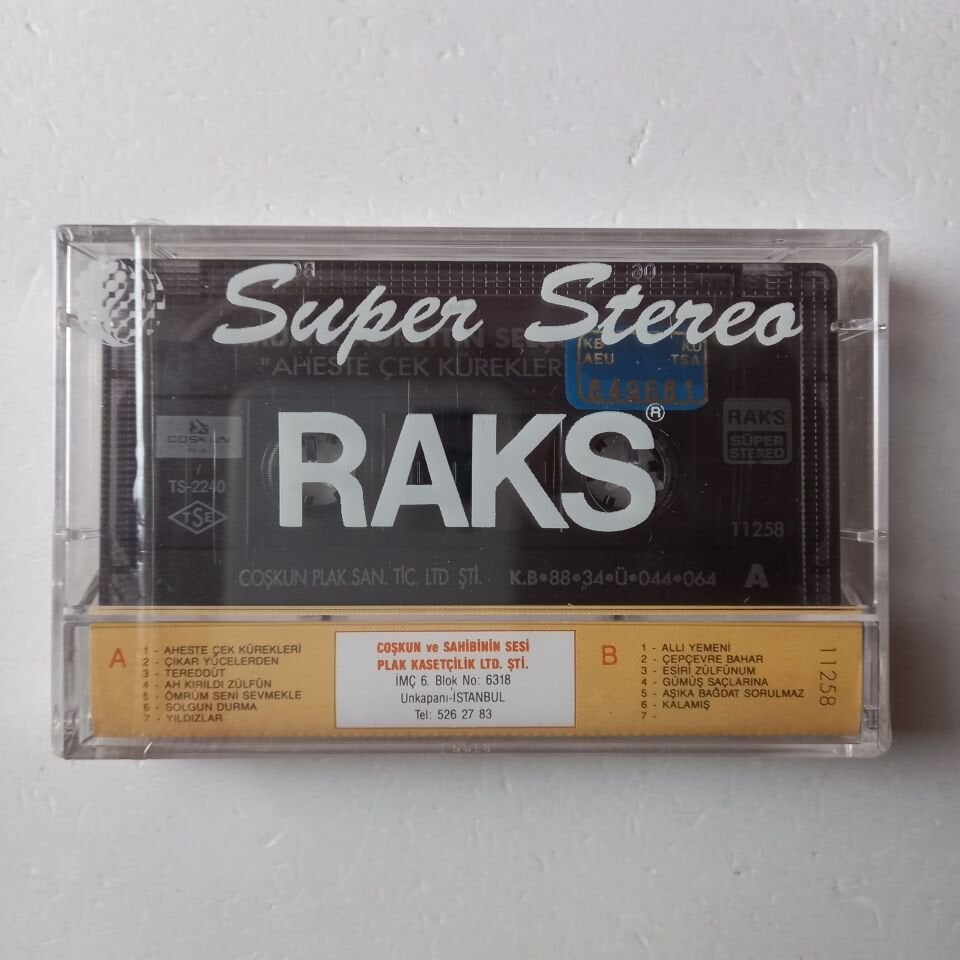 Super Stereo
"AHESTE ÇEK KÜREKLER
KB KÜ
AEU TSA
849681
RAKS®
COŞKUN
RAKS
SÜPER
STEREO
TS-2240
TSE
11258
COŞKUN PLAK SAN. TİC. LTD ŞTİ. K.B•88•34•Ü•044•064 A
A
1 - AHESTE ÇEK KÜREKLERİ
2 - ÇIKAR YÜCELERDEN
3 - TEREDDÜT
4 - AH KIRILDI ZÜLFÜN
5 - ÖMRÜM SENİ SEVMEKLE
6 - SOLGUN DURMA
7 - YILDIZLAR
COŞKUN ve SAHİBİNİN SESİ
PLAK KASETÇİLİK LTD. ŞTİ.
İMÇ 6. Blok No: 6318
Unkapanı-İSTANBUL
Tel: 526 27 83
B
1 - ALLI YEMENİ
2 - ÇEPÇEVRE BAHAR
3 - ESİRİ ZÜLFÜNUM
4 - GÜMÜŞ SAÇLARINA
5 - AŞIKA BAĞDAT SORULMAZ
6 - KALAMIŞ
7 -
11258